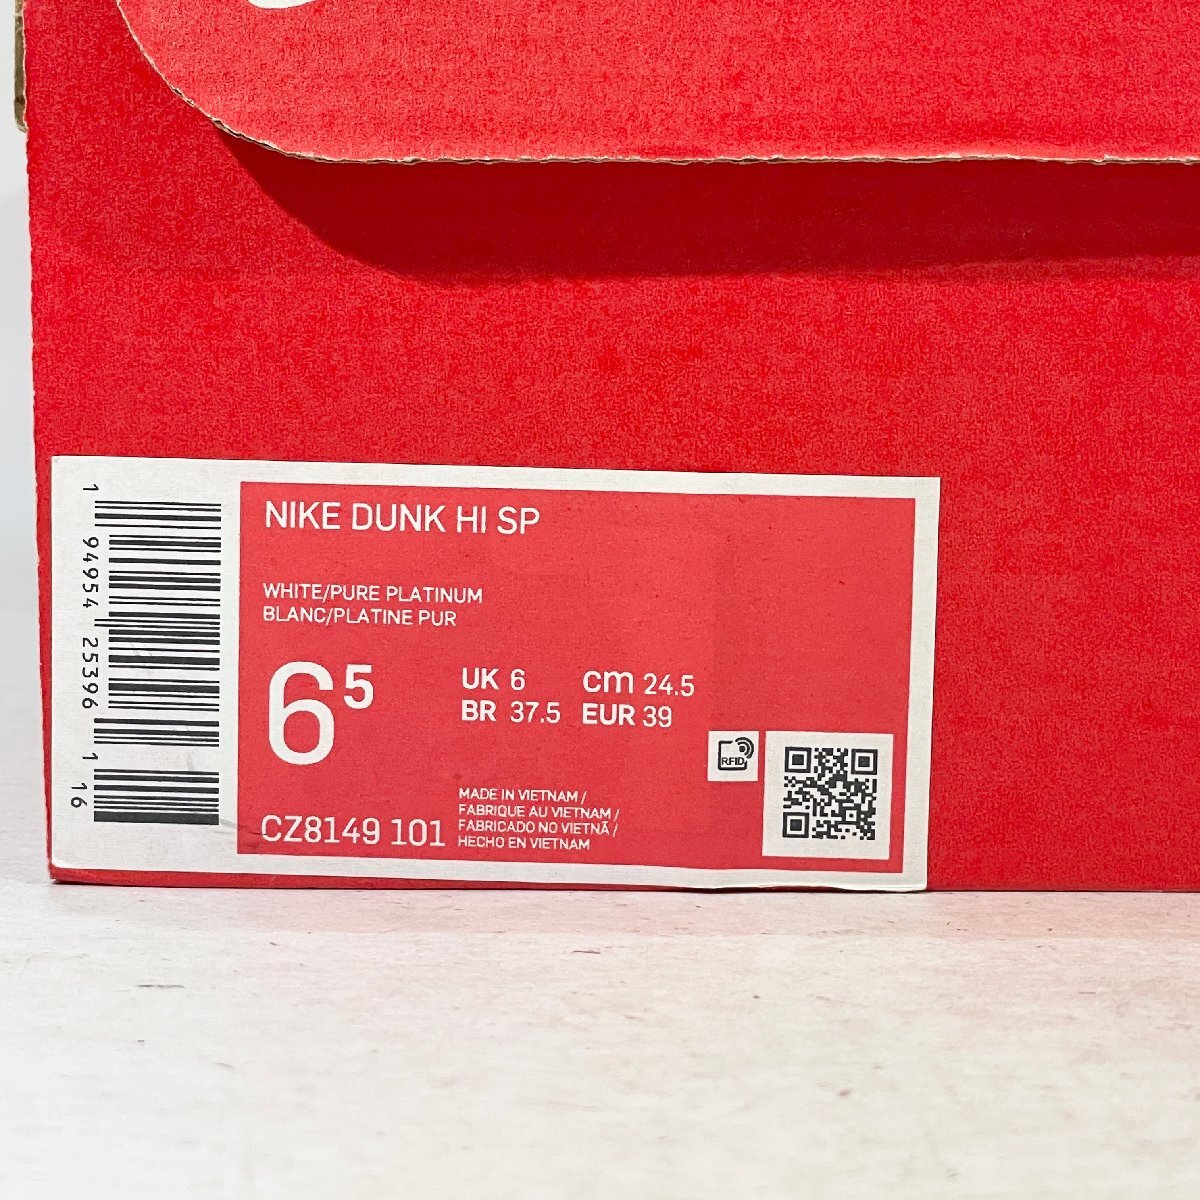 NIKE DUNK HI SP
WHITE/PURE PLATINUM
BLANC/PLATINE PUR
6⁵
UK 6 cm 24.5
BR 37.5 EUR 39
RFID
MADE IN VIETNAM /
FABRIQUE AU VIETNAM /
FABRICADO NO VIETNÃ /
HECHO EN VIETNAM
CZ8149 101
1 94954 25396 1 16